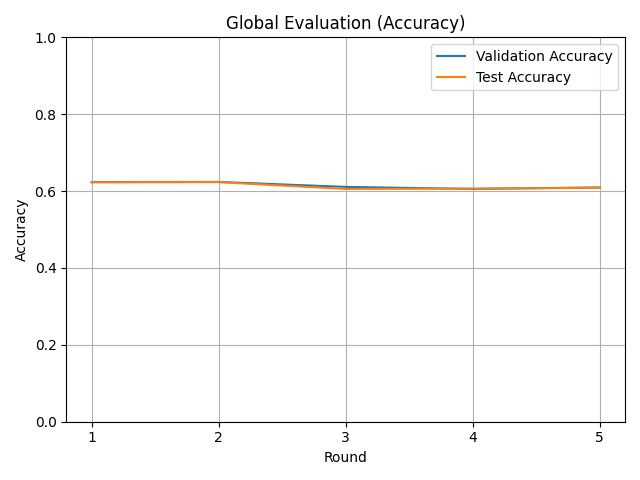 Global Evaluation (Accuracy)
1.0
0.8
0.6
0.4
0.2
0.0
Accuracy
Validation Accuracy
Test Accuracy
1 2 3 4 5
Round